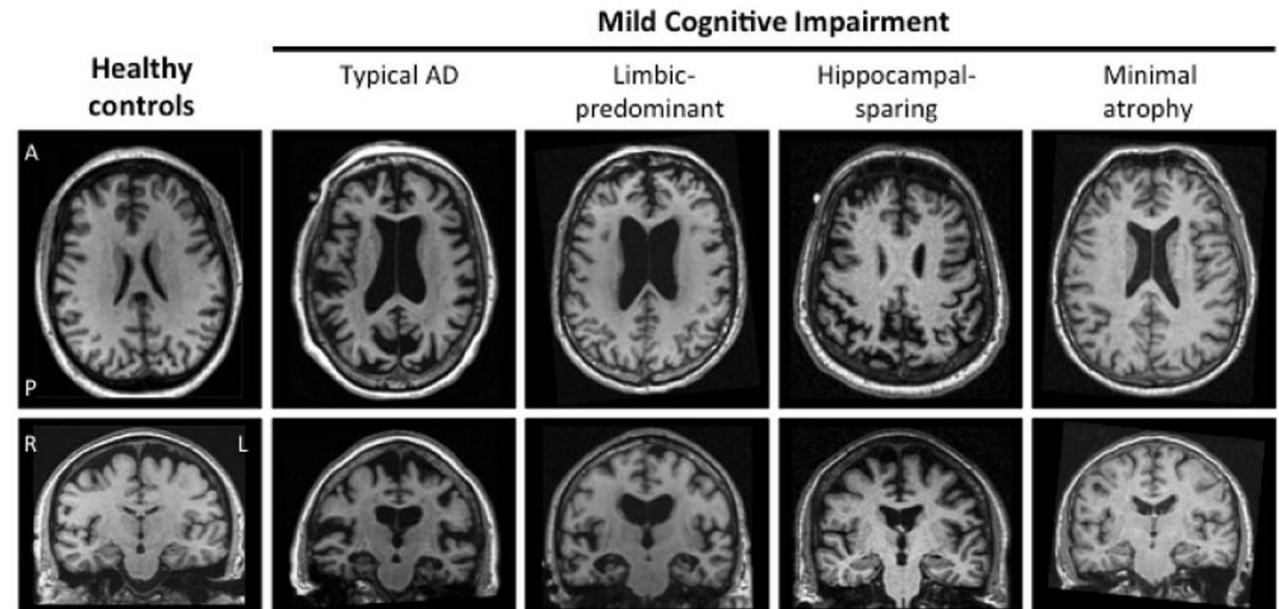 Mild Cognitive Impairment
Healthy
controls
Typical AD
Limbic-
predominant
Hippocampal-
sparing
Minimal
atrophy
A
P
R
L